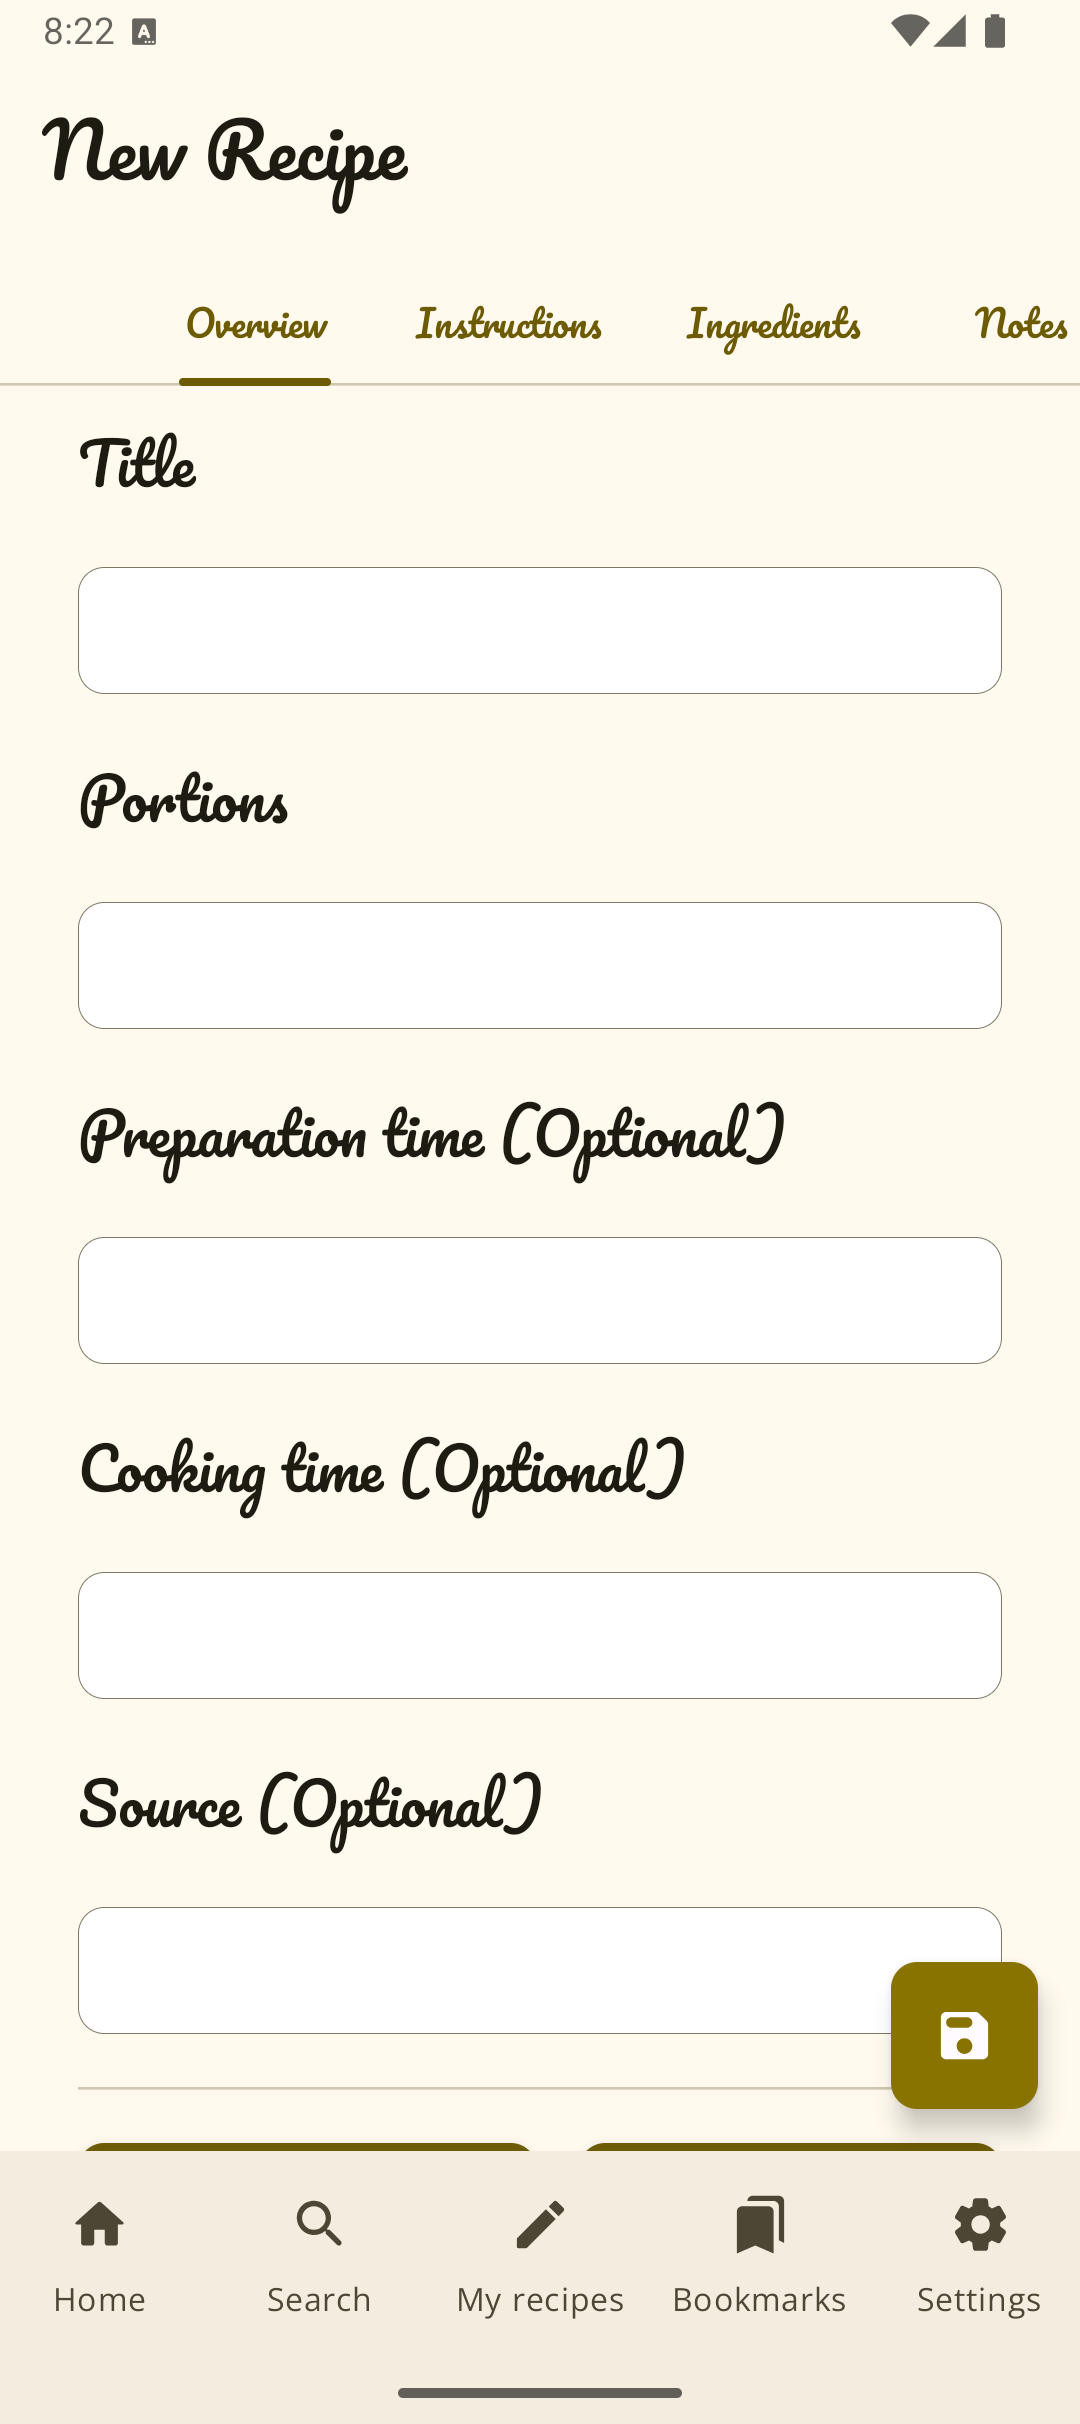 8:22
New Recipe
Overview Instructions Ingredients Notes
Title
Portions
Preparation time (Optional)
Cooking time (Optional)
Source (Optional)
Home Search My recipes Bookmarks Settings